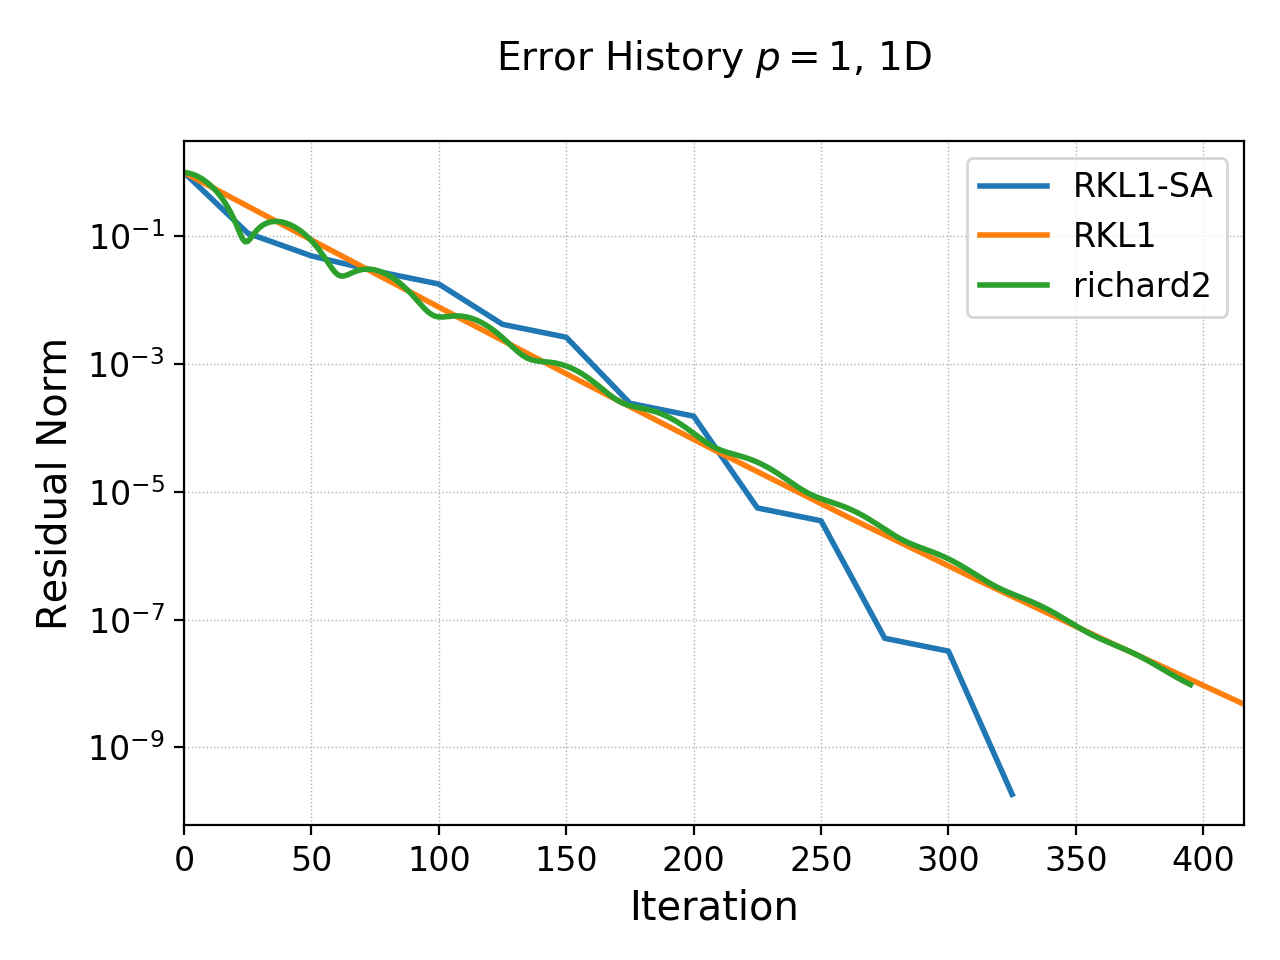 Error History p = 1, 1D
RKL1-SA
RKL1
richard2
Residual Norm
10⁻¹
10⁻³
10⁻⁵
10⁻⁷
10⁻⁹
0 50 100 150 200 250 300 350 400
Iteration